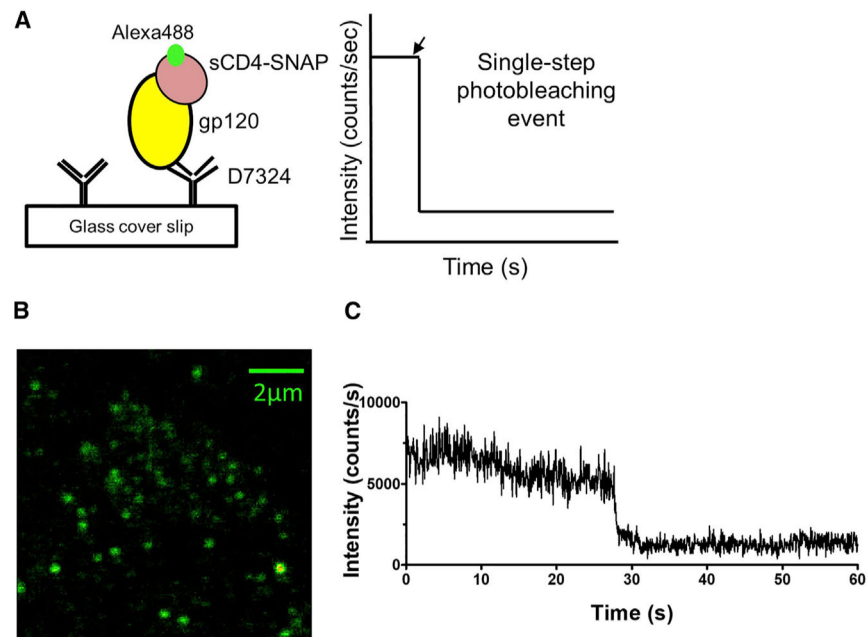 A
Alexa488
sCD4-SNAP
gp120
D7324
Glass cover slip
Intensity (counts/sec)
Single-step
photobleaching
event
Time (s)
B
2μm
C
Intensity (counts/s)
10000
5000
0
0 10 20 30 40 50 60
Time (s)